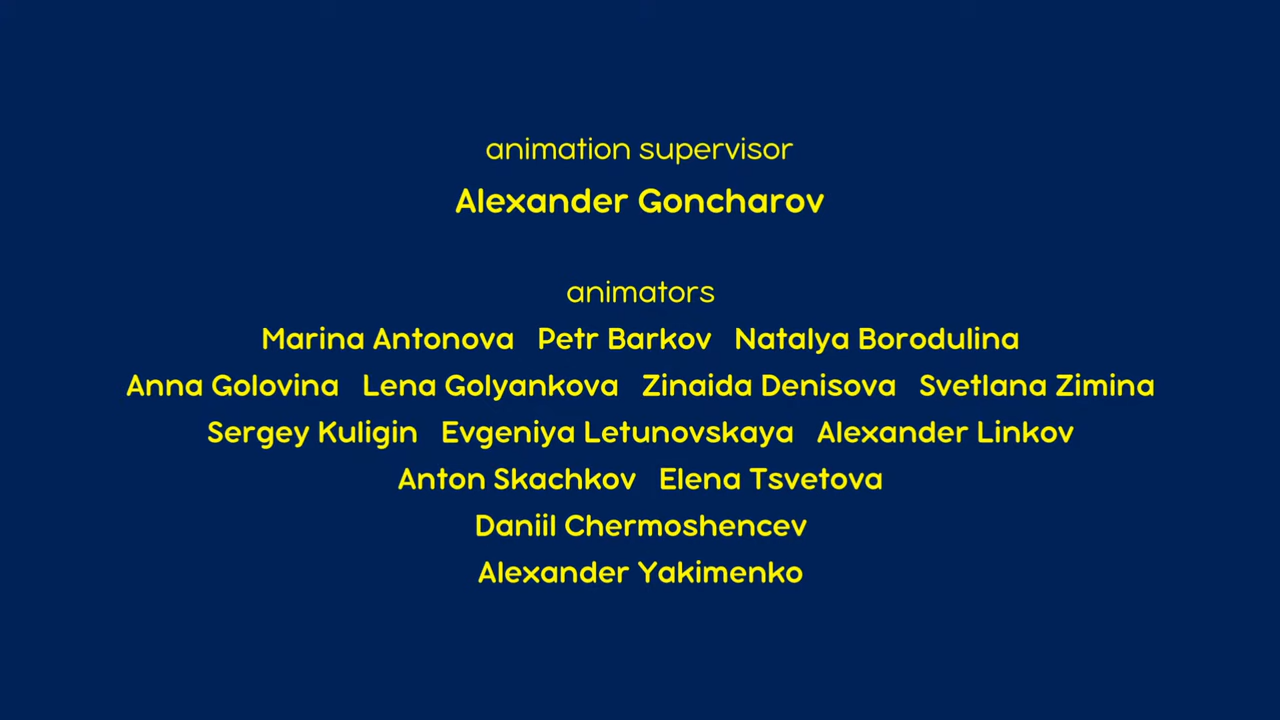 animation supervisor
Alexander Goncharov
animators
Marina Antonova Petr Barkov Natalya Borodulina
Anna Golovina Lena Golyankova Zinaida Denisova Svetlana Zimina
Sergey Kuligin Evgeniya Letunovskaya Alexander Linkov
Anton Skachkov Elena Tsvetova
Daniil Chermoshencev
Alexander Yakimenko